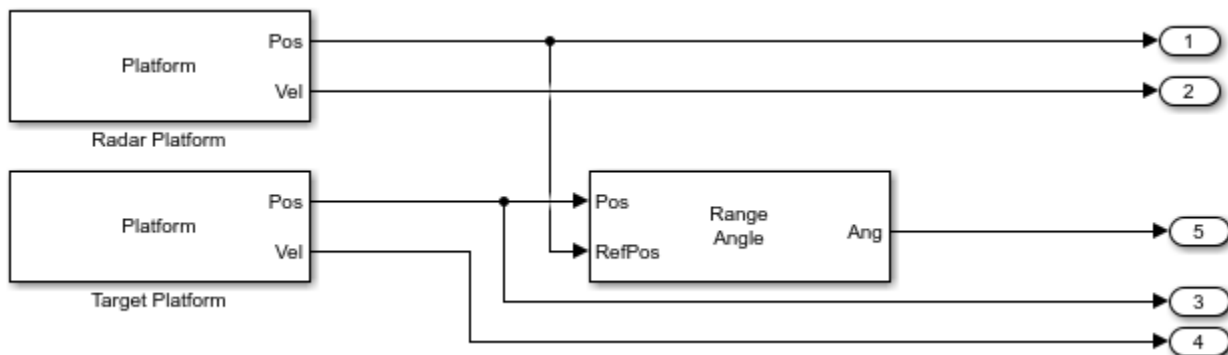 Pos
1
Platform
Vel
2
Radar Platform
Pos
Pos
Range
Platform
Angle
Ang
5
Vel
RefPos
Target Platform
3
4